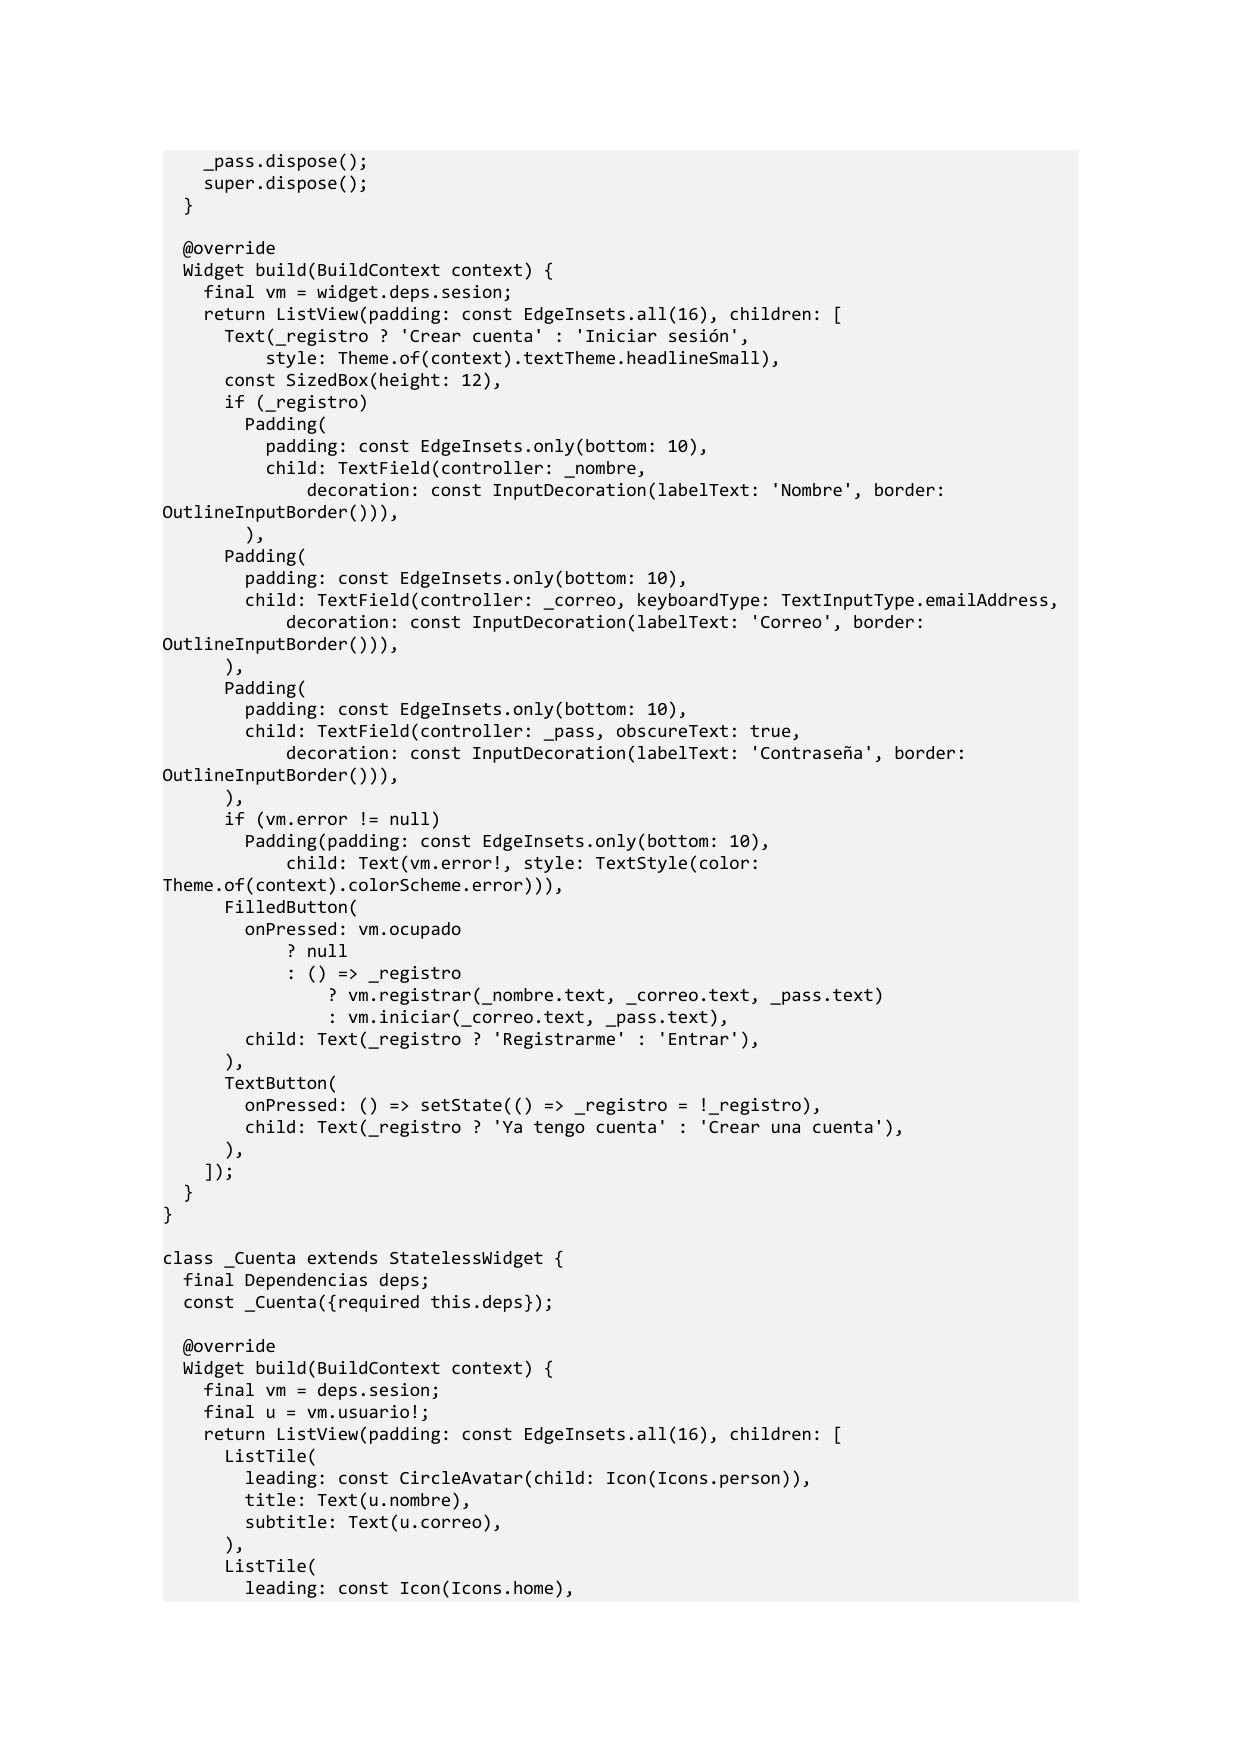 _pass.dispose();
    super.dispose();
  }

  @override
  Widget build(BuildContext context) {
    final vm = widget.deps.sesion;
    return ListView(padding: const EdgeInsets.all(16), children: [
      Text(_registro ? 'Crear cuenta' : 'Iniciar sesión',
          style: Theme.of(context).textTheme.headlineSmall),
      const SizedBox(height: 12),
      if (_registro)
        Padding(
          padding: const EdgeInsets.only(bottom: 10),
          child: TextField(controller: _nombre,
              decoration: const InputDecoration(labelText: 'Nombre', border:
OutlineInputBorder())),
        ),
      Padding(
        padding: const EdgeInsets.only(bottom: 10),
        child: TextField(controller: _correo, keyboardType: TextInputType.emailAddress,
            decoration: const InputDecoration(labelText: 'Correo', border:
OutlineInputBorder())),
      ),
      Padding(
        padding: const EdgeInsets.only(bottom: 10),
        child: TextField(controller: _pass, obscureText: true,
            decoration: const InputDecoration(labelText: 'Contraseña', border:
OutlineInputBorder())),
      ),
      if (vm.error != null)
        Padding(padding: const EdgeInsets.only(bottom: 10),
            child: Text(vm.error!, style: TextStyle(color:
Theme.of(context).colorScheme.error))),
      FilledButton(
        onPressed: vm.ocupado
            ? null
            : () => _registro
                ? vm.registrar(_nombre.text, _correo.text, _pass.text)
                : vm.iniciar(_correo.text, _pass.text),
        child: Text(_registro ? 'Registrarme' : 'Entrar'),
      ),
      TextButton(
        onPressed: () => setState(() => _registro = !_registro),
        child: Text(_registro ? 'Ya tengo cuenta' : 'Crear una cuenta'),
      ),
    ]);
  }
}

class _Cuenta extends StatelessWidget {
  final Dependencias deps;
  const _Cuenta({required this.deps});

  @override
  Widget build(BuildContext context) {
    final vm = deps.sesion;
    final u = vm.usuario!;
    return ListView(padding: const EdgeInsets.all(16), children: [
      ListTile(
        leading: const CircleAvatar(child: Icon(Icons.person)),
        title: Text(u.nombre),
        subtitle: Text(u.correo),
      ),
      ListTile(
        leading: const Icon(Icons.home),